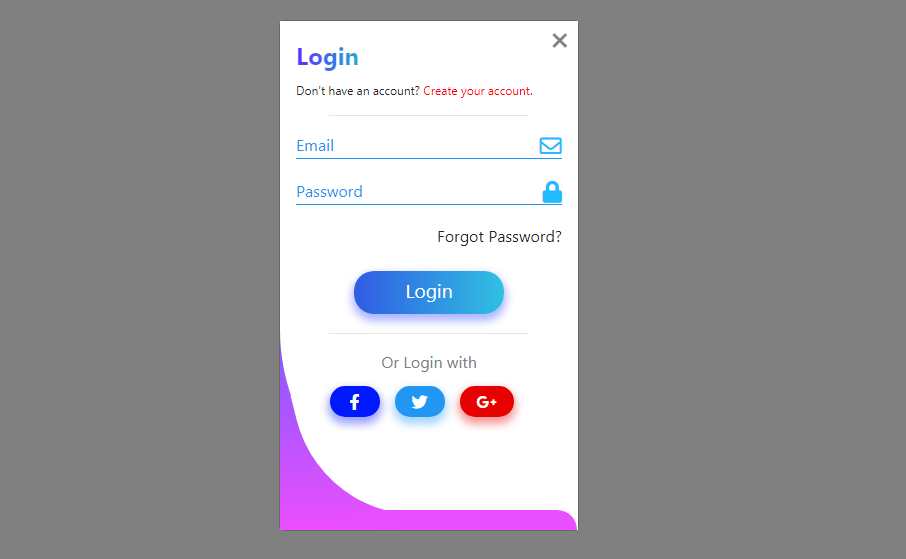 Login
Don't have an account? Create your account.
Email
Password
Forgot Password?
Login
Or Login with
f
G+